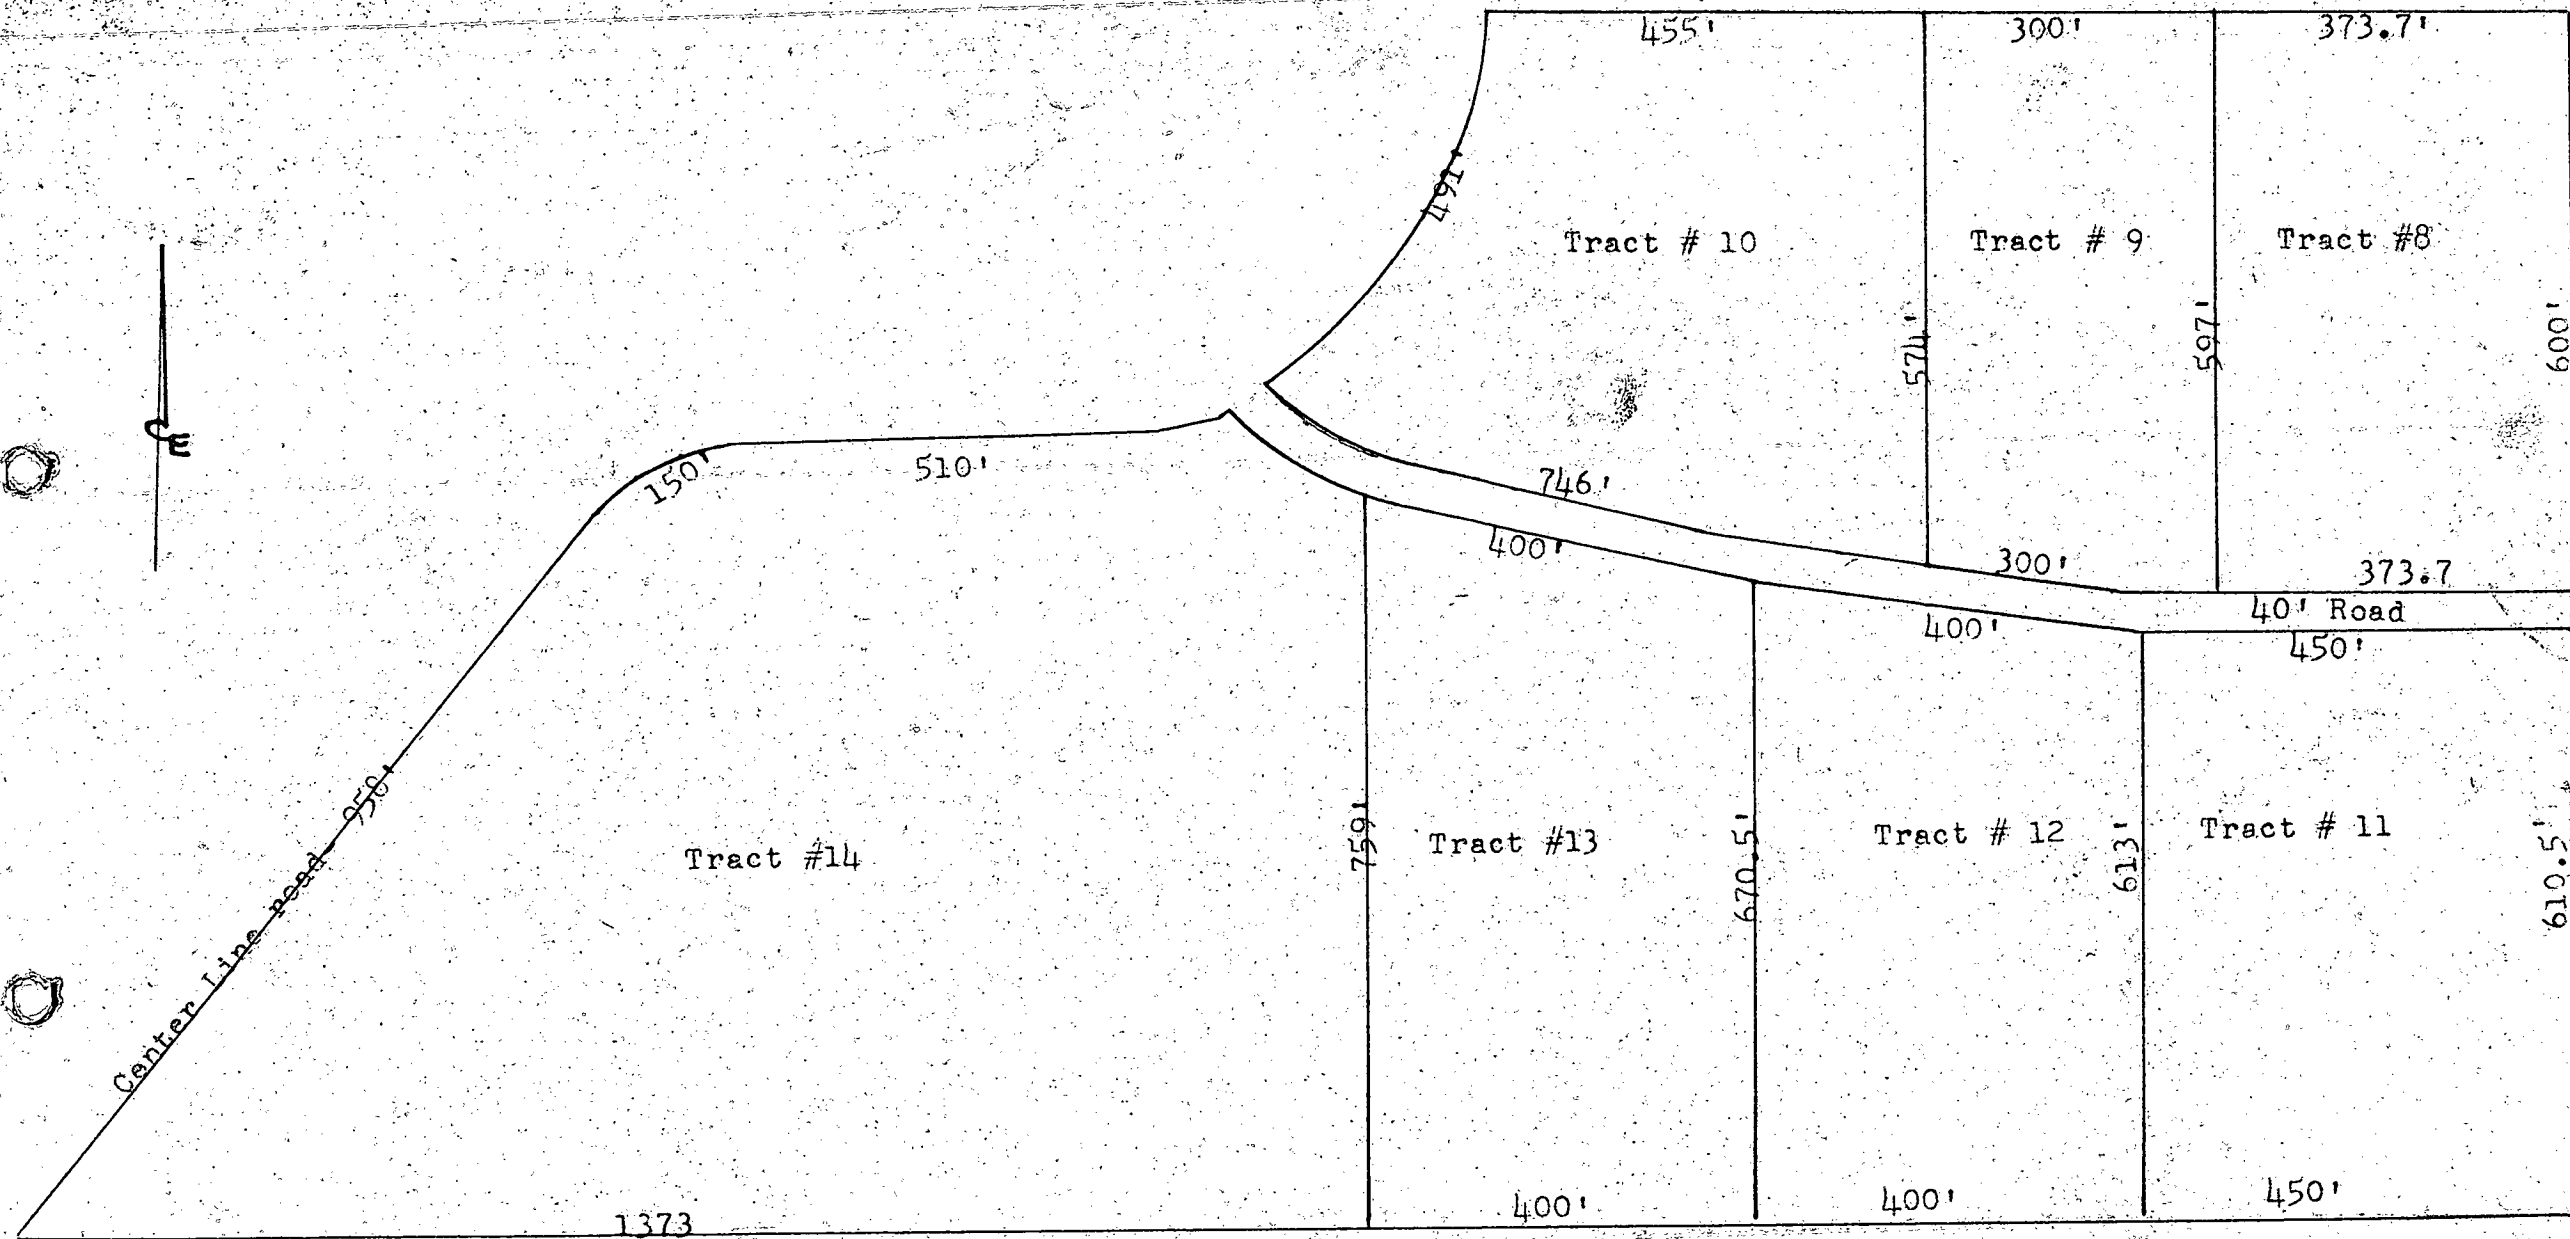 455'
300'
373.7'
491'
Tract # 10
Tract # 9
Tract #8
574'
597'
600'
150'
510'
746'
400'
300'
373.7
40' Road
400'
450'
Center Line road 950'
Tract #14
759'
Tract #13
670.5'
Tract # 12
613'
Tract # 11
610.5'
1373
400'
400'
450'